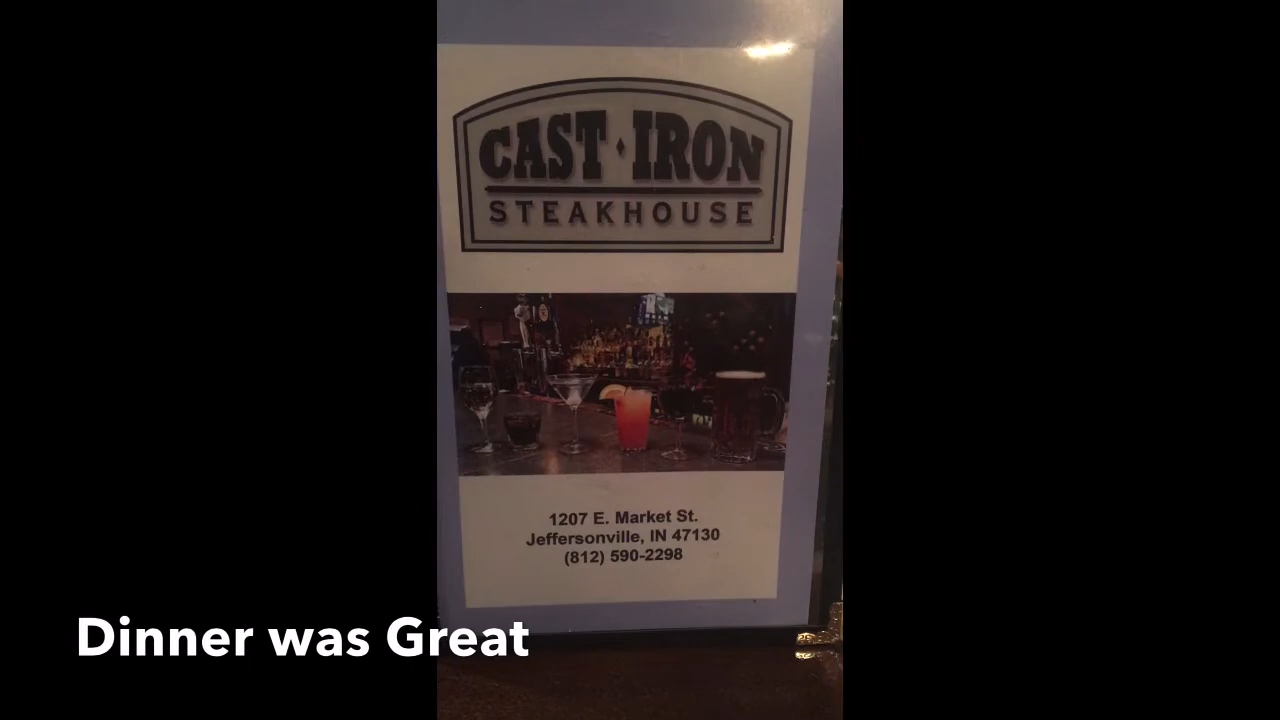 CAST IRON
STEAKHOUSE
1207 E. Market St.
Jeffersonville, IN 47130
(812) 590-2298
Dinner was Great